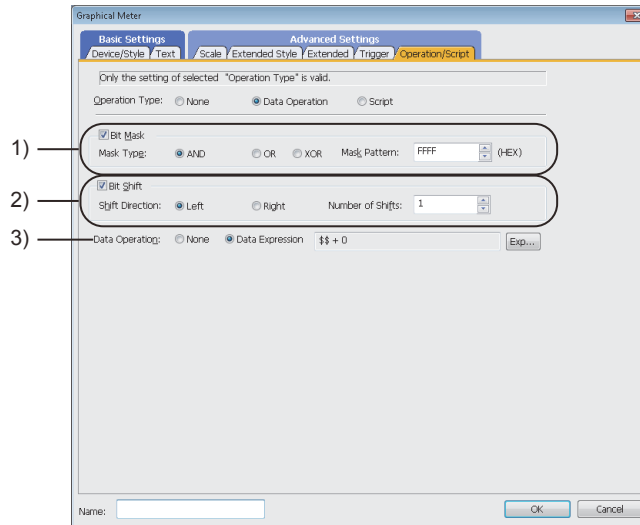 Graphical Meter
Basic Settings Advanced Settings
Device/Style Text Scale Extended Style Extended Trigger Operation/Script
Only the setting of selected "Operation Type" is valid.
Operation Type: None Data Operation Script
1) Bit Mask
Mask Type: AND OR XOR Mask Pattern: FFFF (HEX)
2) Bit Shift
Shift Direction: Left Right Number of Shifts: 1
3) Data Operation: None Data Expression $$ + 0 Exp...
Name: OK Cancel